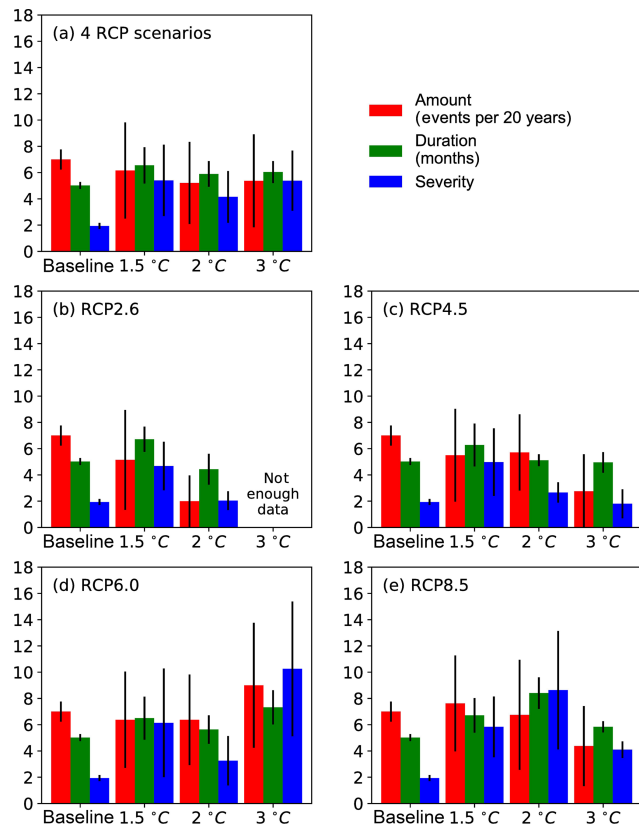 18
(a) 4 RCP scenarios
16
14
12
10
8
6
4
2
0
Baseline 1.5 °C 2 °C 3 °C
Amount
(events per 20 years)
Duration
(months)
Severity
18
(b) RCP2.6
16
14
12
10
8
6
4
2
0
Not
enough
data
Baseline 1.5 °C 2 °C 3 °C
18
(c) RCP4.5
16
14
12
10
8
6
4
2
0
Baseline 1.5 °C 2 °C 3 °C
18
(d) RCP6.0
16
14
12
10
8
6
4
2
0
Baseline 1.5 °C 2 °C 3 °C
18
(e) RCP8.5
16
14
12
10
8
6
4
2
0
Baseline 1.5 °C 2 °C 3 °C